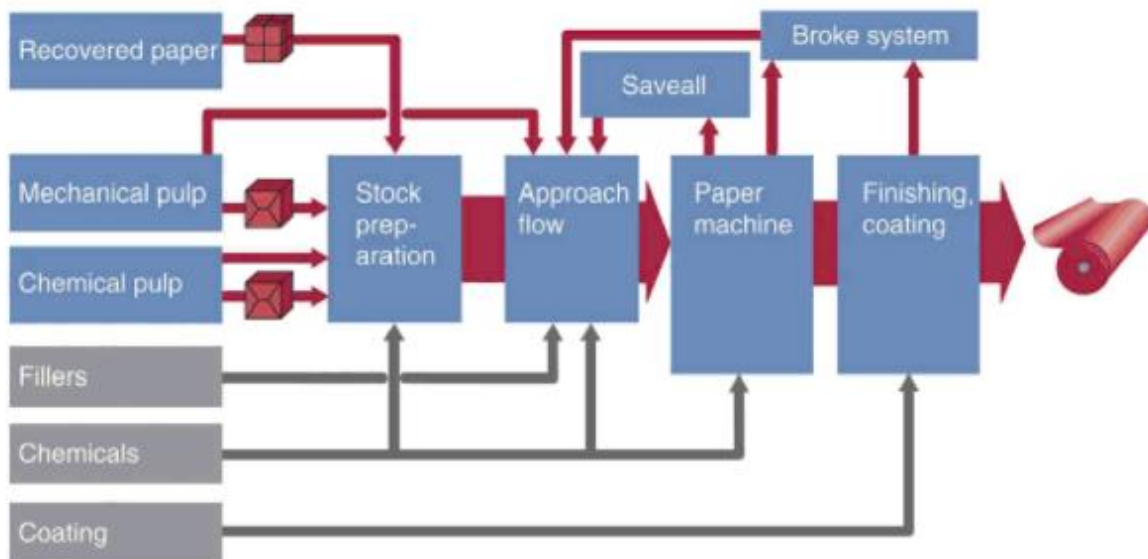 Recovered paper
Broke system
Saveall
Mechanical pulp
Stock
prep-
aration
Approach
flow
Paper
machine
Finishing,
coating
Chemical pulp
Fillers
Chemicals
Coating